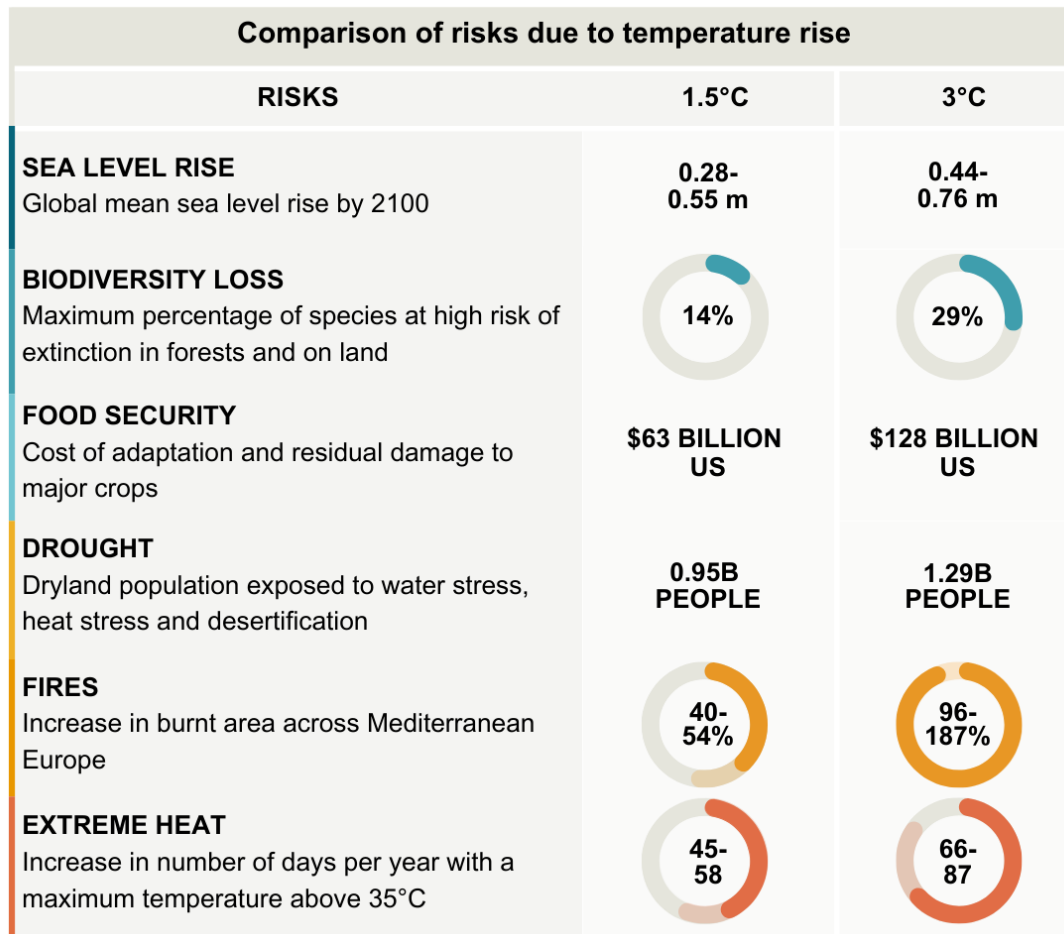 Comparison of risks due to temperature rise
RISKS
1.5°C
3°C
SEA LEVEL RISE
Global mean sea level rise by 2100
0.28-
0.55 m
0.44-
0.76 m
BIODIVERSITY LOSS
Maximum percentage of species at high risk of
extinction in forests and on land
14%
29%
FOOD SECURITY
Cost of adaptation and residual damage to
major crops
$63 BILLION
US
$128 BILLION
US
DROUGHT
Dryland population exposed to water stress,
heat stress and desertification
0.95B
PEOPLE
1.29B
PEOPLE
FIRES
Increase in burnt area across Mediterranean
Europe
40-
54%
96-
187%
EXTREME HEAT
Increase in number of days per year with a
maximum temperature above 35°C
45-
58
66-
87